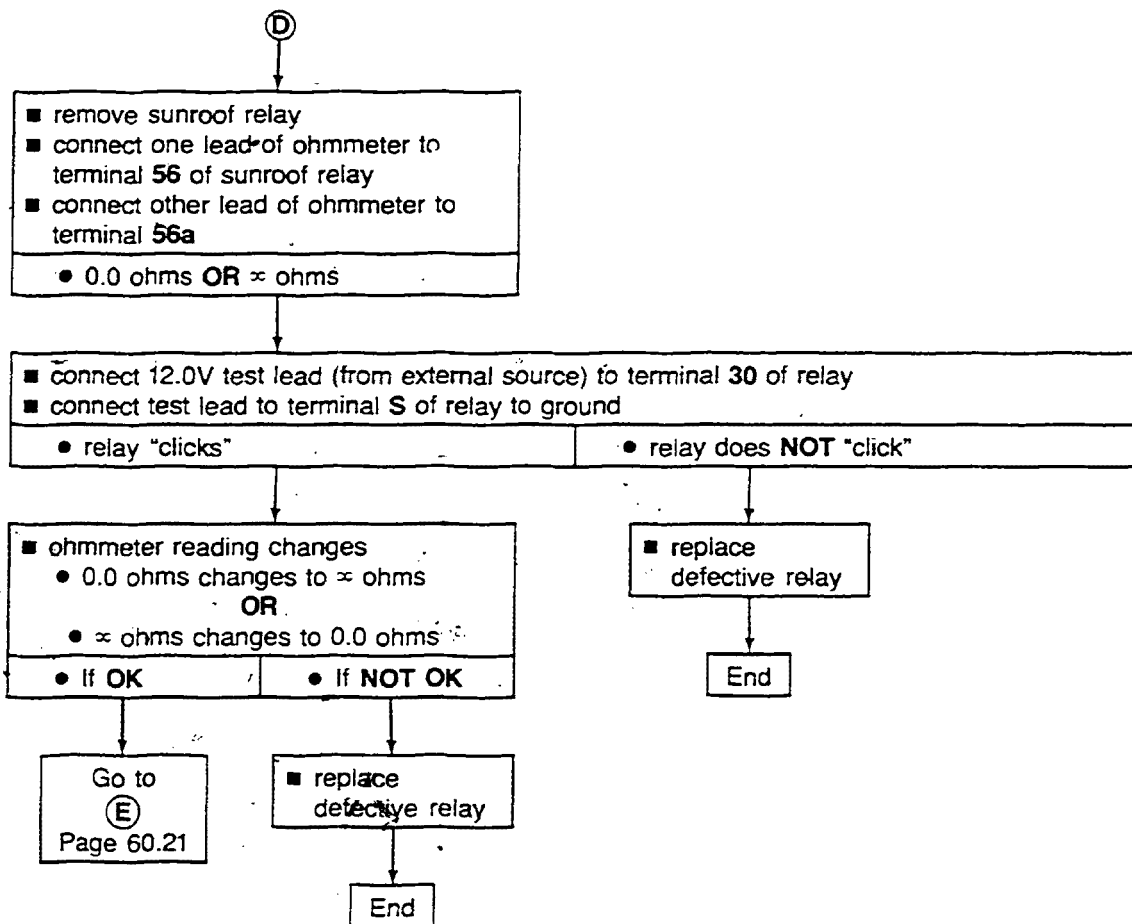 D
■ remove sunroof relay
■ connect one lead of ohmmeter to
terminal 56 of sunroof relay
■ connect other lead of ohmmeter to
terminal 56a
● 0.0 ohms OR ∝ ohms
■ connect 12.0V test lead (from external source) to terminal 30 of relay
■ connect test lead to terminal S of relay to ground
● relay "clicks"
● relay does NOT "click"
■ ohmmeter reading changes
● 0.0 ohms changes to ∝ ohms
OR
● ∝ ohms changes to 0.0 ohms
● If OK
● If NOT OK
■ replace
defective relay
End
Go to
E
Page 60.21
■ replace
defective relay
End